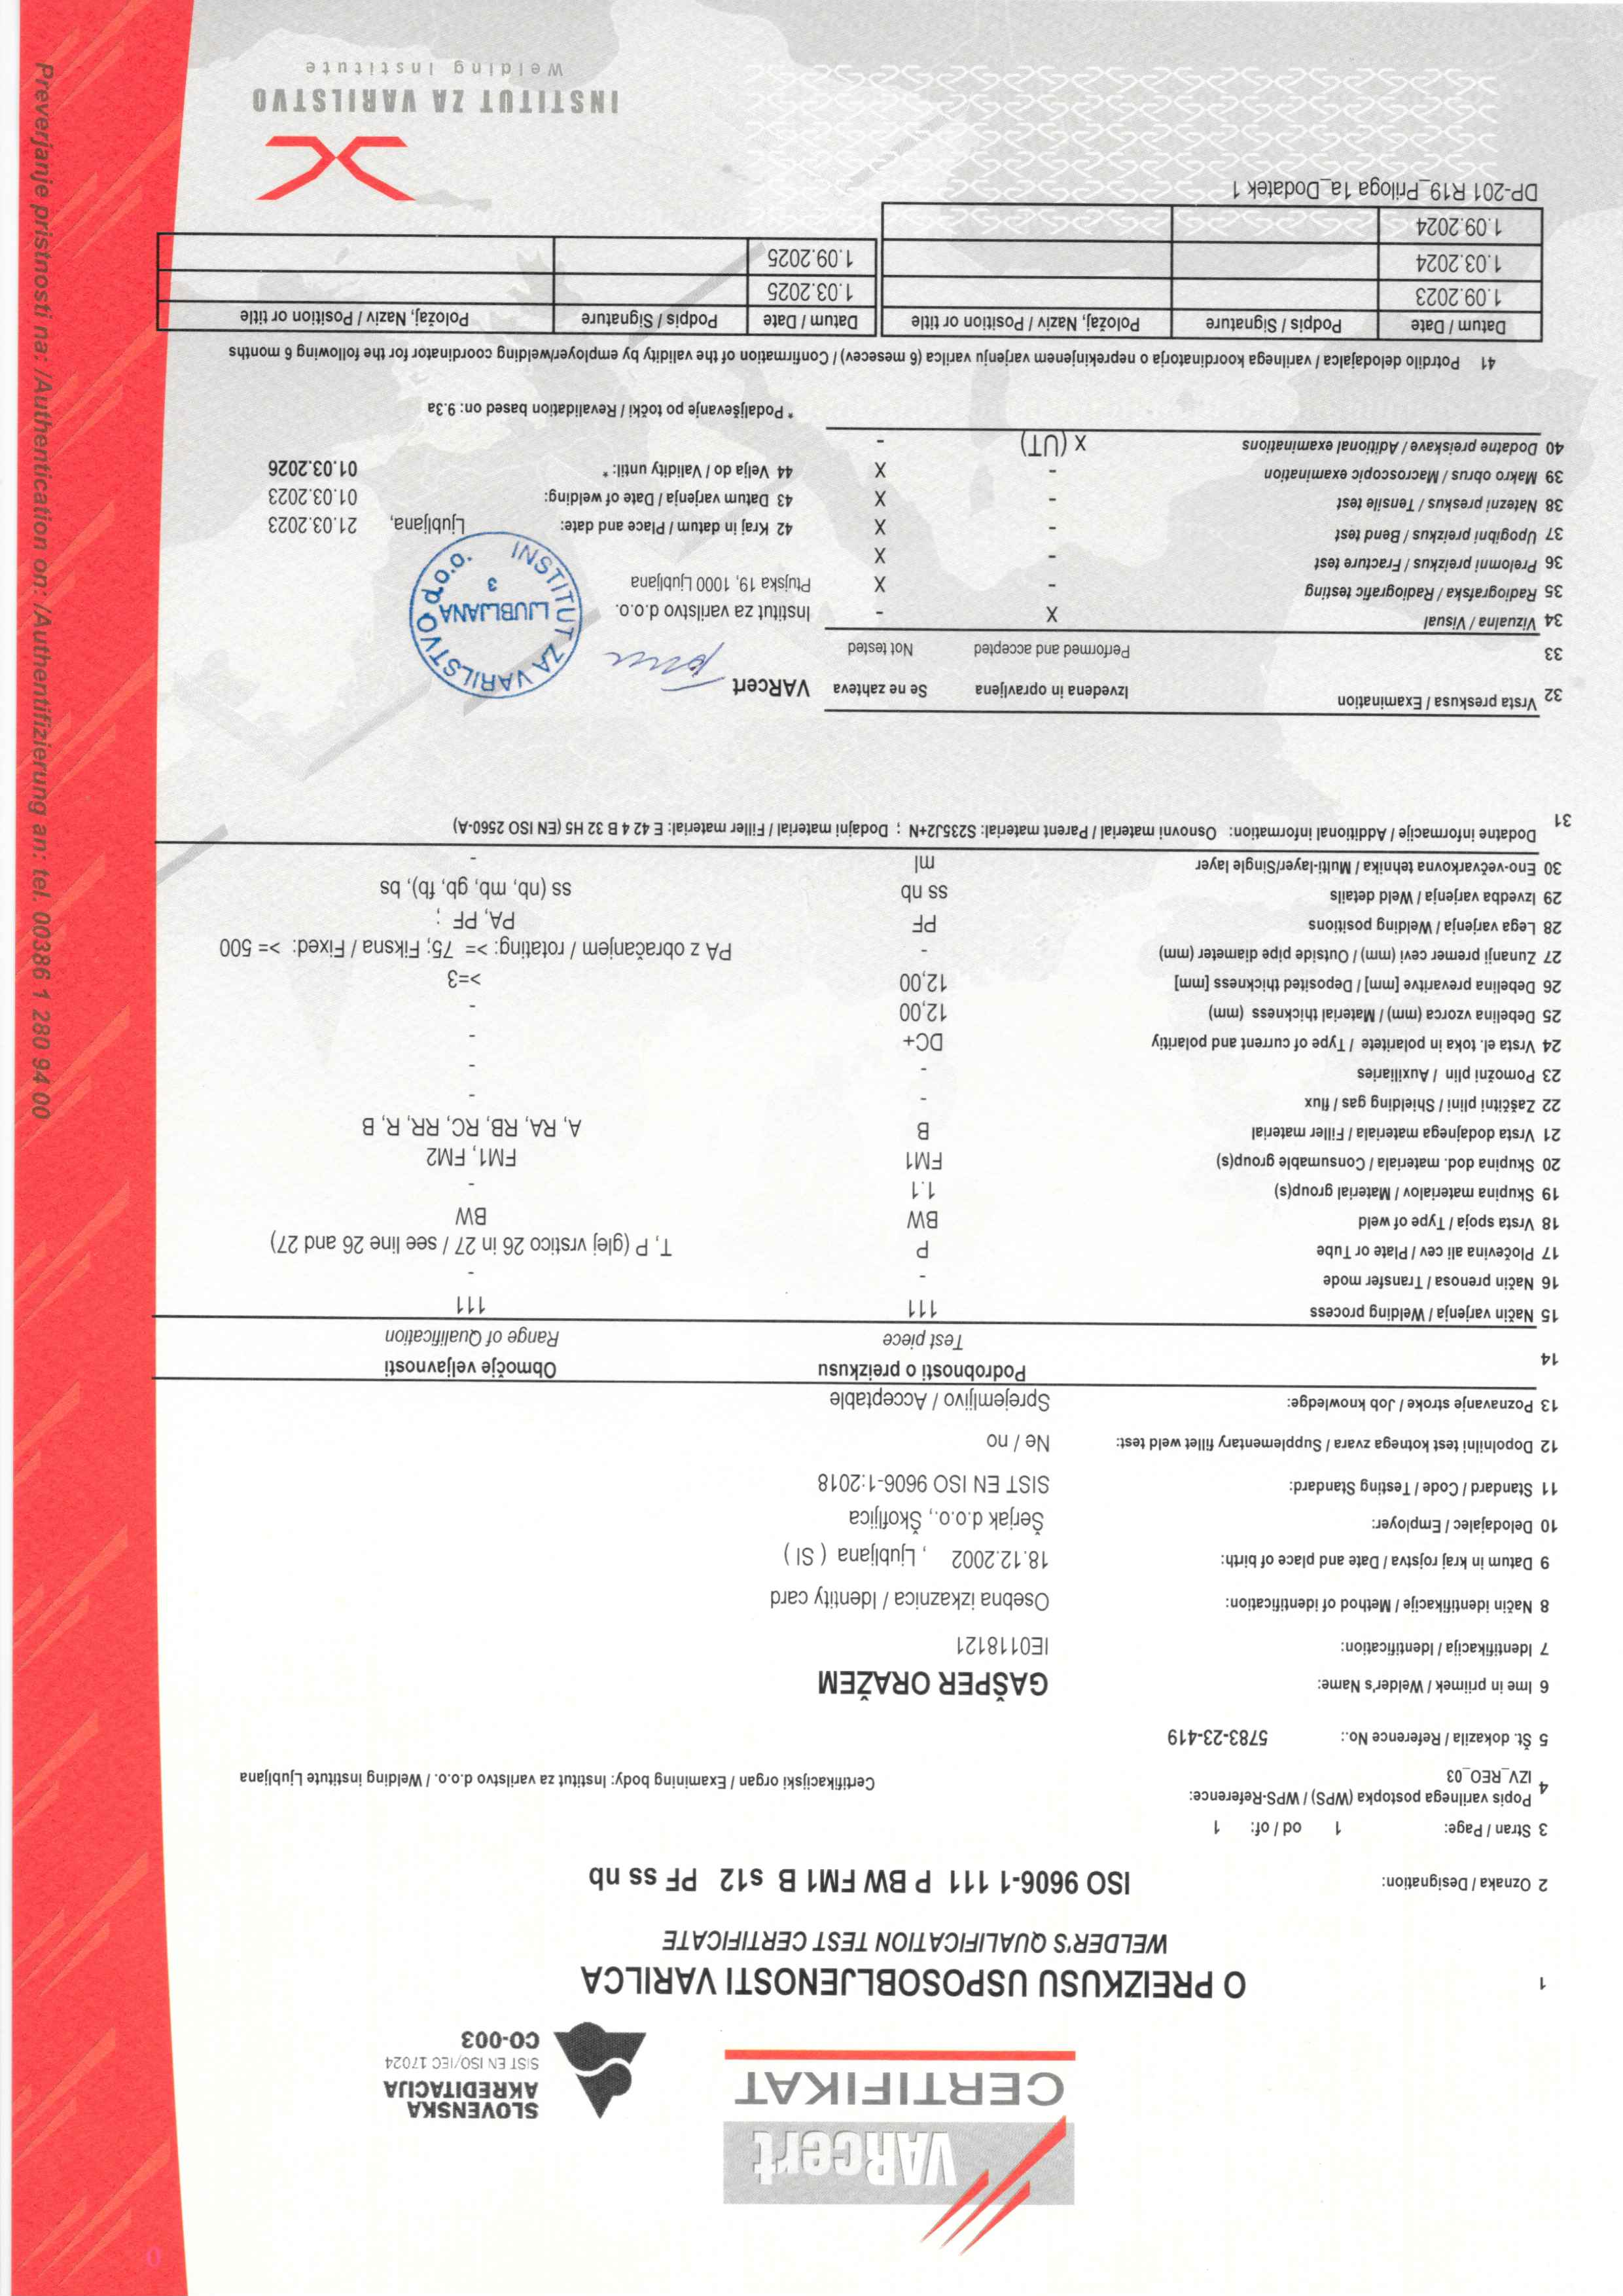 VARcert
CERTIFIKAT
SLOVENSKA
AKREDITACIJA
SIST EN ISO/IEC 17024
CO-003
1 O PREIZKUSU USPOSOBLJENOSTI VARILCA
WELDER'S QUALIFICATION TEST CERTIFICATE
2 Oznaka / Designation: ISO 9606-1 111 P BW FM1 B s12 PF ss nb
3 Stran / Page: 1 od / of: 1
4 Popis varilnega postopka (WPS) / WPS-Reference:
IZV_REO_03
Certifikacijski organ / Examining body: Institut za varilstvo d.o.o. / Welding institute Ljubljana
5 Št. dokazila / Reference No.: 5783-23-419
6 Ime in priimek / Welder's Name: GAŠPER ORAŽEM
7 Identifikacija / Identification: IE0118121
8 Način identifikacije / Method of identification: Osebna izkaznica / Identity card
9 Datum in kraj rojstva / Date and place of birth: 18.12.2002 , Ljubljana ( SI )
10 Delodajalec / Employer: Šerjak d.o.o., Škofljica
11 Standard / Code / Testing Standard: SIST EN ISO 9606-1:2018
12 Dopolnilni test kotnega zvara / Supplementary fillet weld test: Ne / no
13 Poznavanje stroke / Job knowledge: Sprejemljivo / Acceptable
14 Podrobnosti o preizkusu Območje veljavnosti
Test piece Range of Qualification
15 Način varjenja / Welding process 111 111
16 Način prenosa / Transfer mode - -
17 Pločevina ali cev / Plate or Tube P T, P (glej vrstico 26 in 27 / see line 26 and 27)
18 Vrsta spoja / Type of weld BW BW
19 Skupina materialov / Material group(s) 1.1 -
20 Skupina dod. materiala / Consumable group(s) FM1 FM1, FM2
21 Vrsta dodajnega materiala / Filler material B A, RA, RB, RC, RR, R, B
22 Zaščitni plini / Shielding gas / flux - -
23 Pomožni plin / Auxiliaries - -
24 Vrsta el. toka in polaritete / Type of current and polaritiy DC+ -
25 Debelina vzorca (mm) / Material thickness (mm) 12,00 -
26 Debelina prevaritve [mm] / Deposited thickness [mm] 12,00 >=3
27 Zunanji premer cevi (mm) / Outside pipe diameter (mm) - PA z obračanjem / rotating: >= 75; Fiksna / Fixed: >= 500
28 Lega varjenja / Welding positions PF PA, PF ;
29 Izvedba varjenja / Weld details ss nb ss (nb, mb, gb, fb), bs
30 Eno-večvarkovna tehnika / Multi-layer/Single layer ml -
31 Dodatne informacije / Additional information: Osnovni material / Parent material: S235J2+N ; Dodajni material / Filler material: E 42 4 B 32 H5 (EN ISO 2560-A)
32 Vrsta preskusa / Examination Izvedena in opravljena Se ne zahteva
33 Performed and accepted Not tested
34 Vizualna / Visual X -
35 Radiografska / Radiografic testing - X
36 Prelomni preizkus / Fracture test - X
37 Upogibni preizkus / Bend test - X
38 Natezni preskus / Tensile test - X
39 Makro obrus / Macroscopic examination - X
40 Dodatne preiskave / Aditional examinations x (UT) -
VARcert
Institut za varilstvo d.o.o.
Ptujska 19, 1000 Ljubljana
INSTITUT ZA VARILSTVO d.o.o.
LJUBLJANA
3
42 Kraj in datum / Place and date: Ljubljana, 21.03.2023
43 Datum varjenja / Date of welding: 01.03.2023
44 Velja do / Validity until: * 01.03.2026
* Podaljševanje po točki / Revalidation based on: 9.3a
41 Potrdilo delodajalca / varilnega koordinatorja o neprekinjenem varjenju varilca (6 mesecev) / Confirmation of the validity by employer/welding coordinator for the following 6 months
Datum / Date Podpis / Signature Položaj, Naziv / Position or title Datum / Date Podpis / Signature Položaj, Naziv / Position or title
1.09.2023 1.03.2025
1.03.2024 1.09.2025
1.09.2024
DP-201 R19_Priloga 1a_Dodatek 1
INSTITUT ZA VARILSTVO
Welding Institute
Preverjanje pristnosti na: /Authentication on: /Authentifizierung an: tel. 00386 1 280 94 00